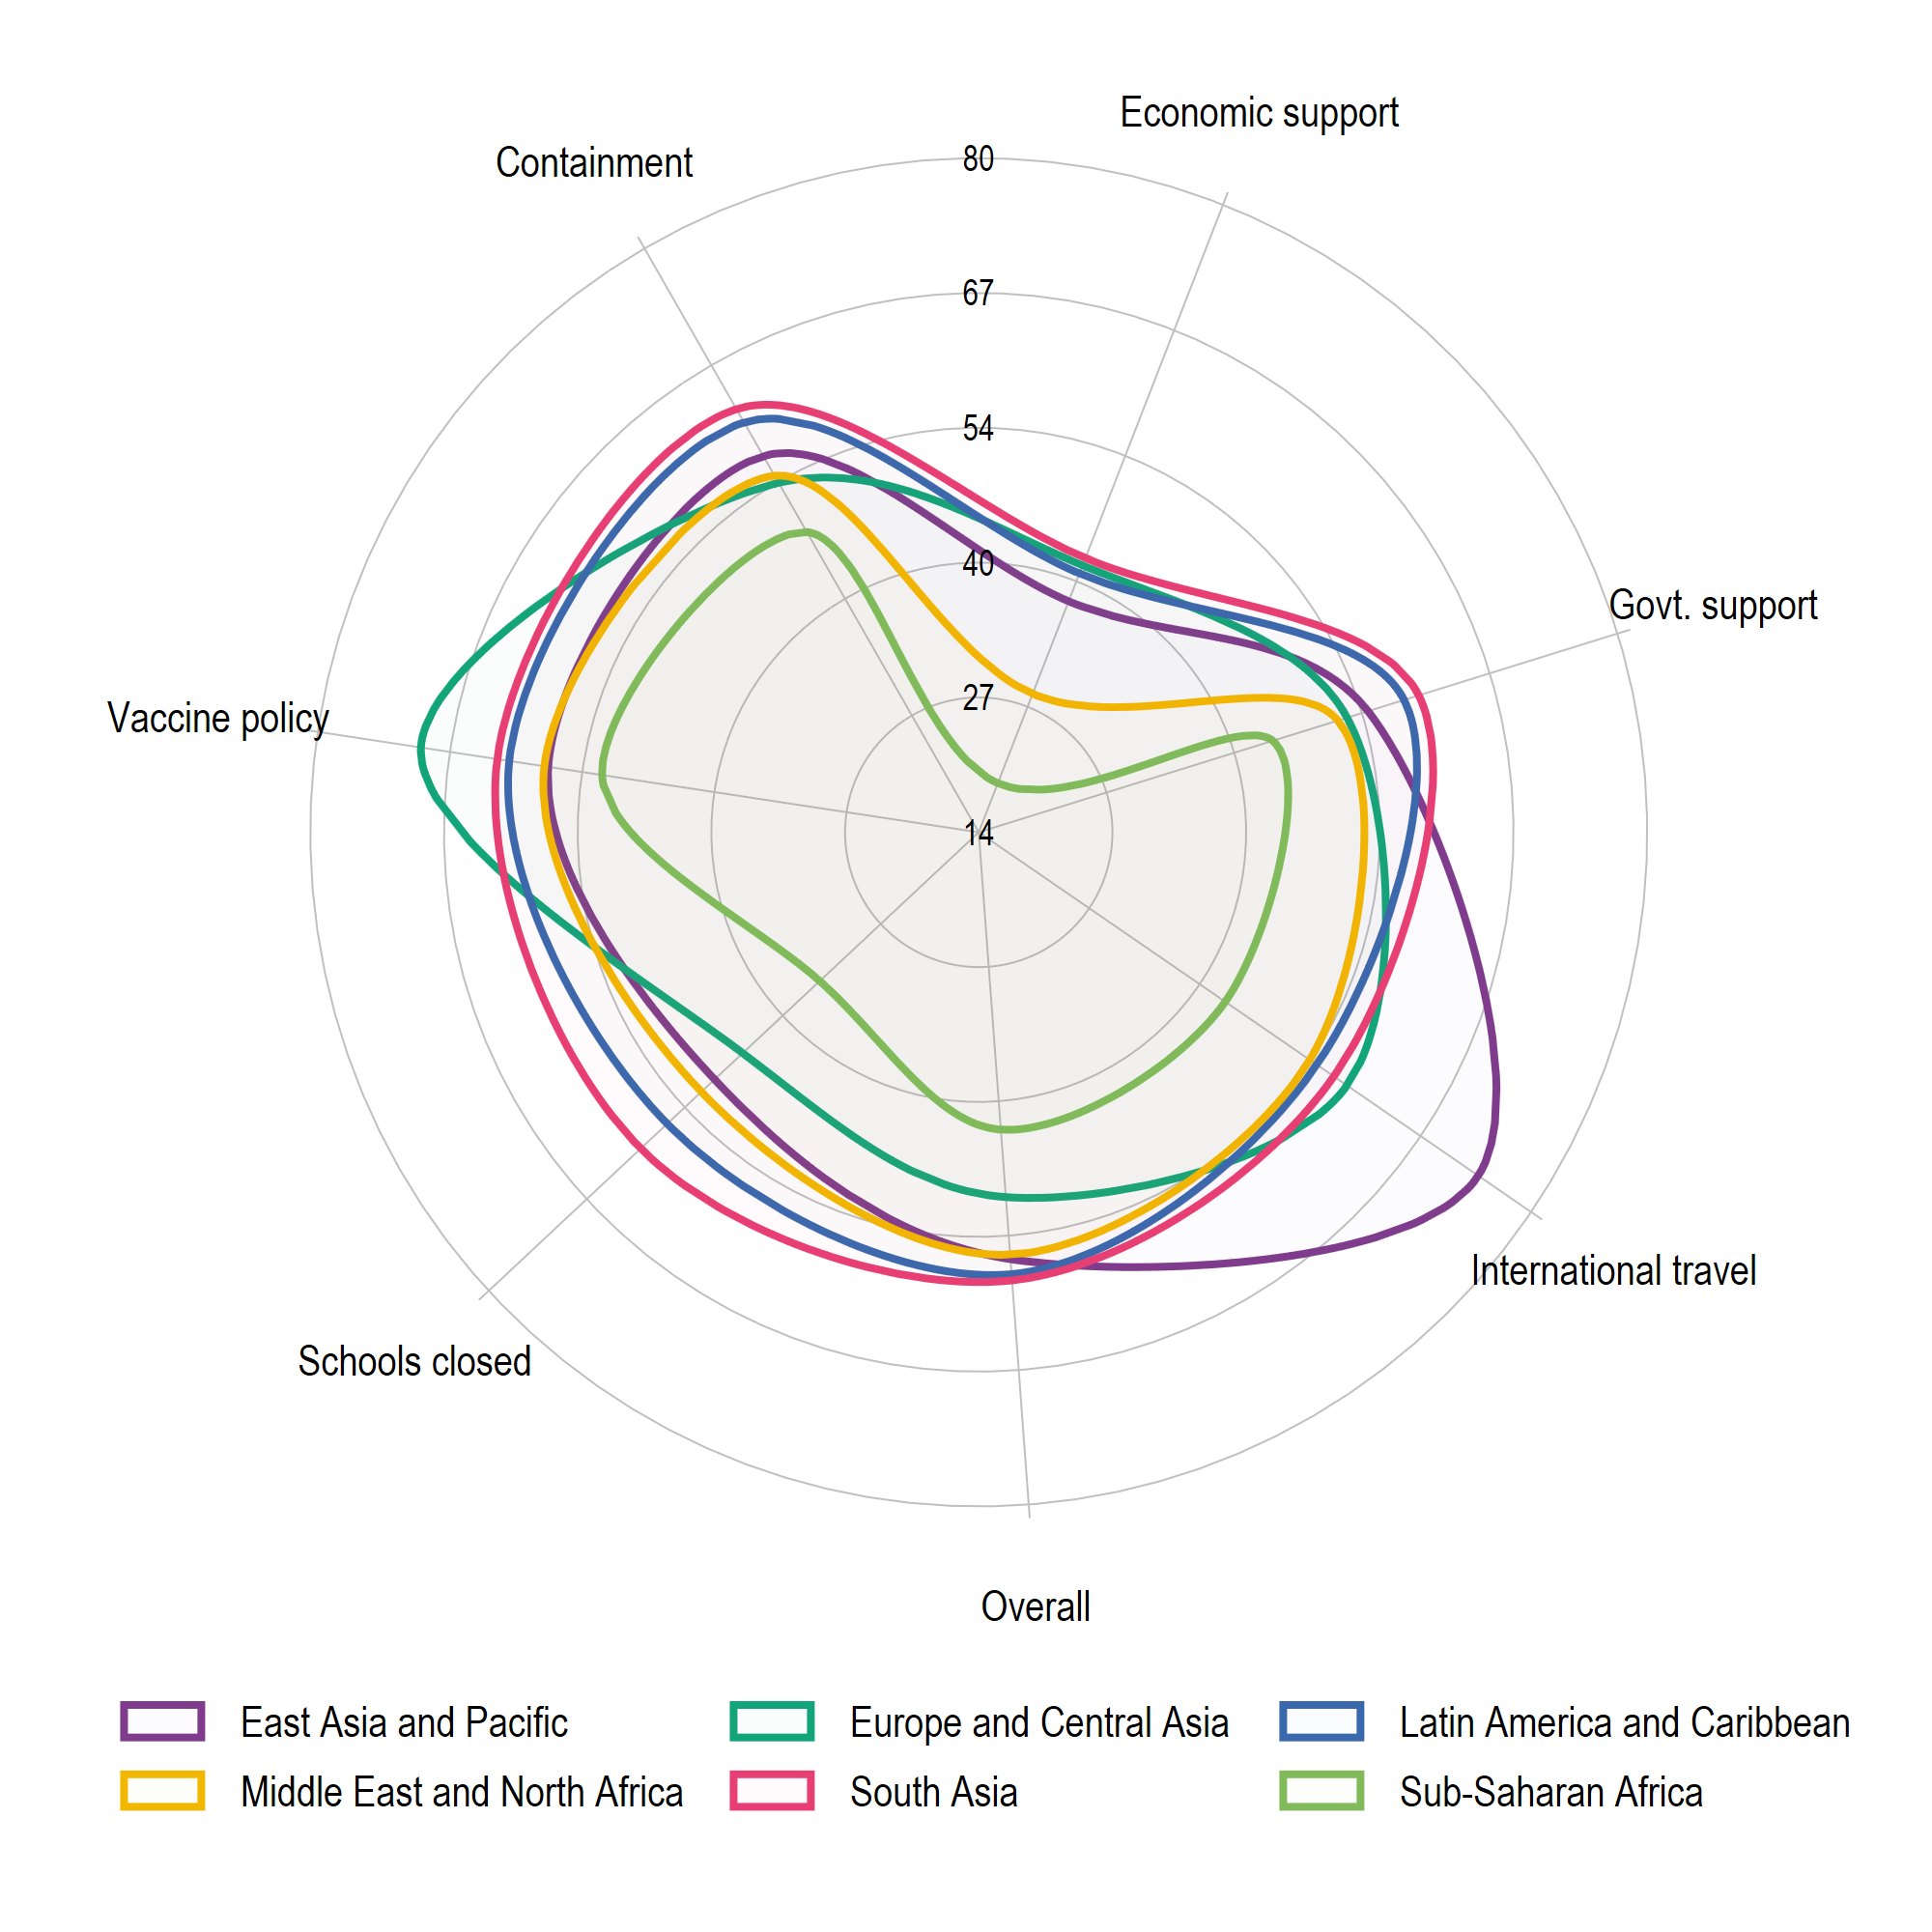 Economic support
Containment
80
67
54
Govt. support
40
27
Vaccine policy
14
International travel
Schools closed
Overall
East Asia and Pacific
Europe and Central Asia
Latin America and Caribbean
Middle East and North Africa
South Asia
Sub-Saharan Africa